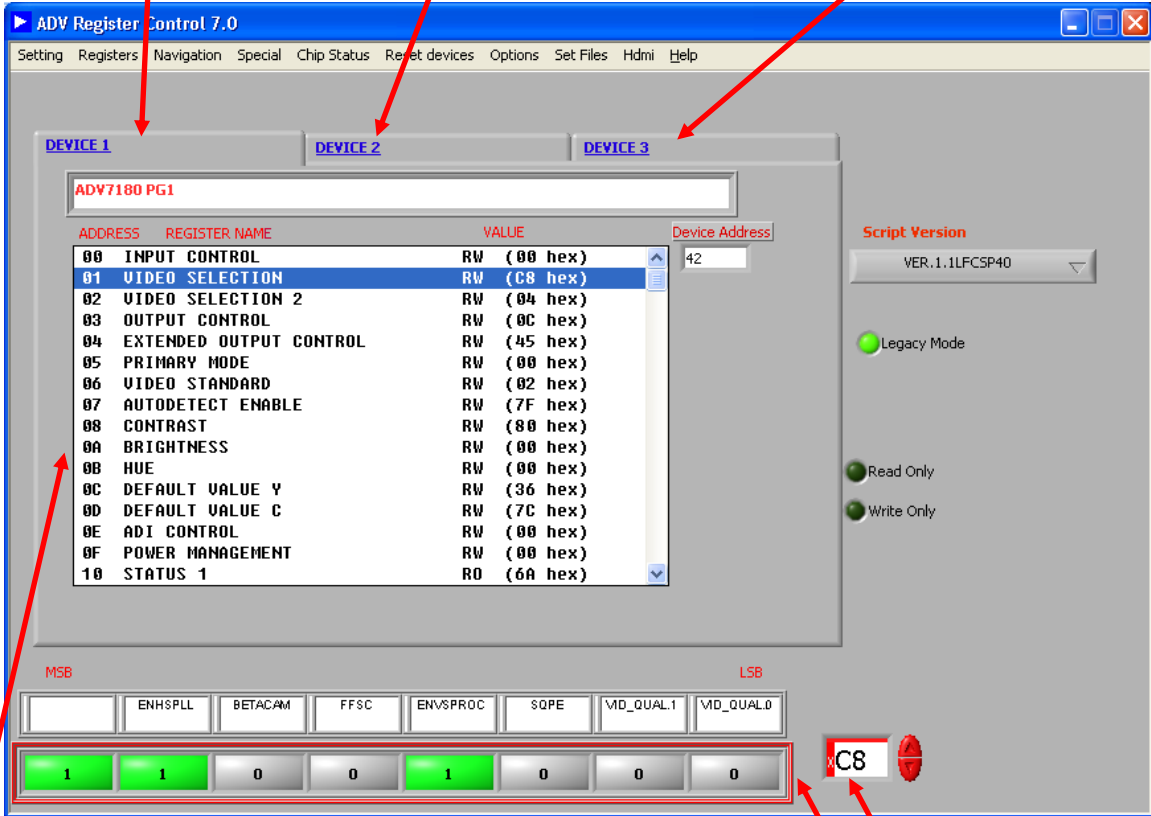 ADV Register Control 7.0
Setting Registers Navigation Special Chip Status Reset devices Options Set Files Hdmi Help
DEVICE 1 DEVICE 2 DEVICE 3
ADV7180 PG1
ADDRESS REGISTER NAME VALUE Device Address
00 INPUT CONTROL RW (00 hex)
42
01 VIDEO SELECTION RW (C8 hex)
02 VIDEO SELECTION 2 RW (04 hex)
03 OUTPUT CONTROL RW (0C hex)
04 EXTENDED OUTPUT CONTROL RW (45 hex)
05 PRIMARY MODE RW (00 hex)
06 VIDEO STANDARD RW (02 hex)
07 AUTODETECT ENABLE RW (7F hex)
08 CONTRAST RW (80 hex)
0A BRIGHTNESS RW (00 hex)
0B HUE RW (00 hex)
0C DEFAULT VALUE Y RW (36 hex)
0D DEFAULT VALUE C RW (7C hex)
0E ADI CONTROL RW (00 hex)
0F POWER MANAGEMENT RW (00 hex)
10 STATUS 1 RO (6A hex)
Script Version
VER.1.1LFCSP40
Legacy Mode
Read Only
Write Only
MSB LSB
ENHSPLL BETACAM FFSC ENVSPROC SQPE VID_QUAL.1 VID_QUAL.0
1 1 0 0 1 0 0 0
xC8